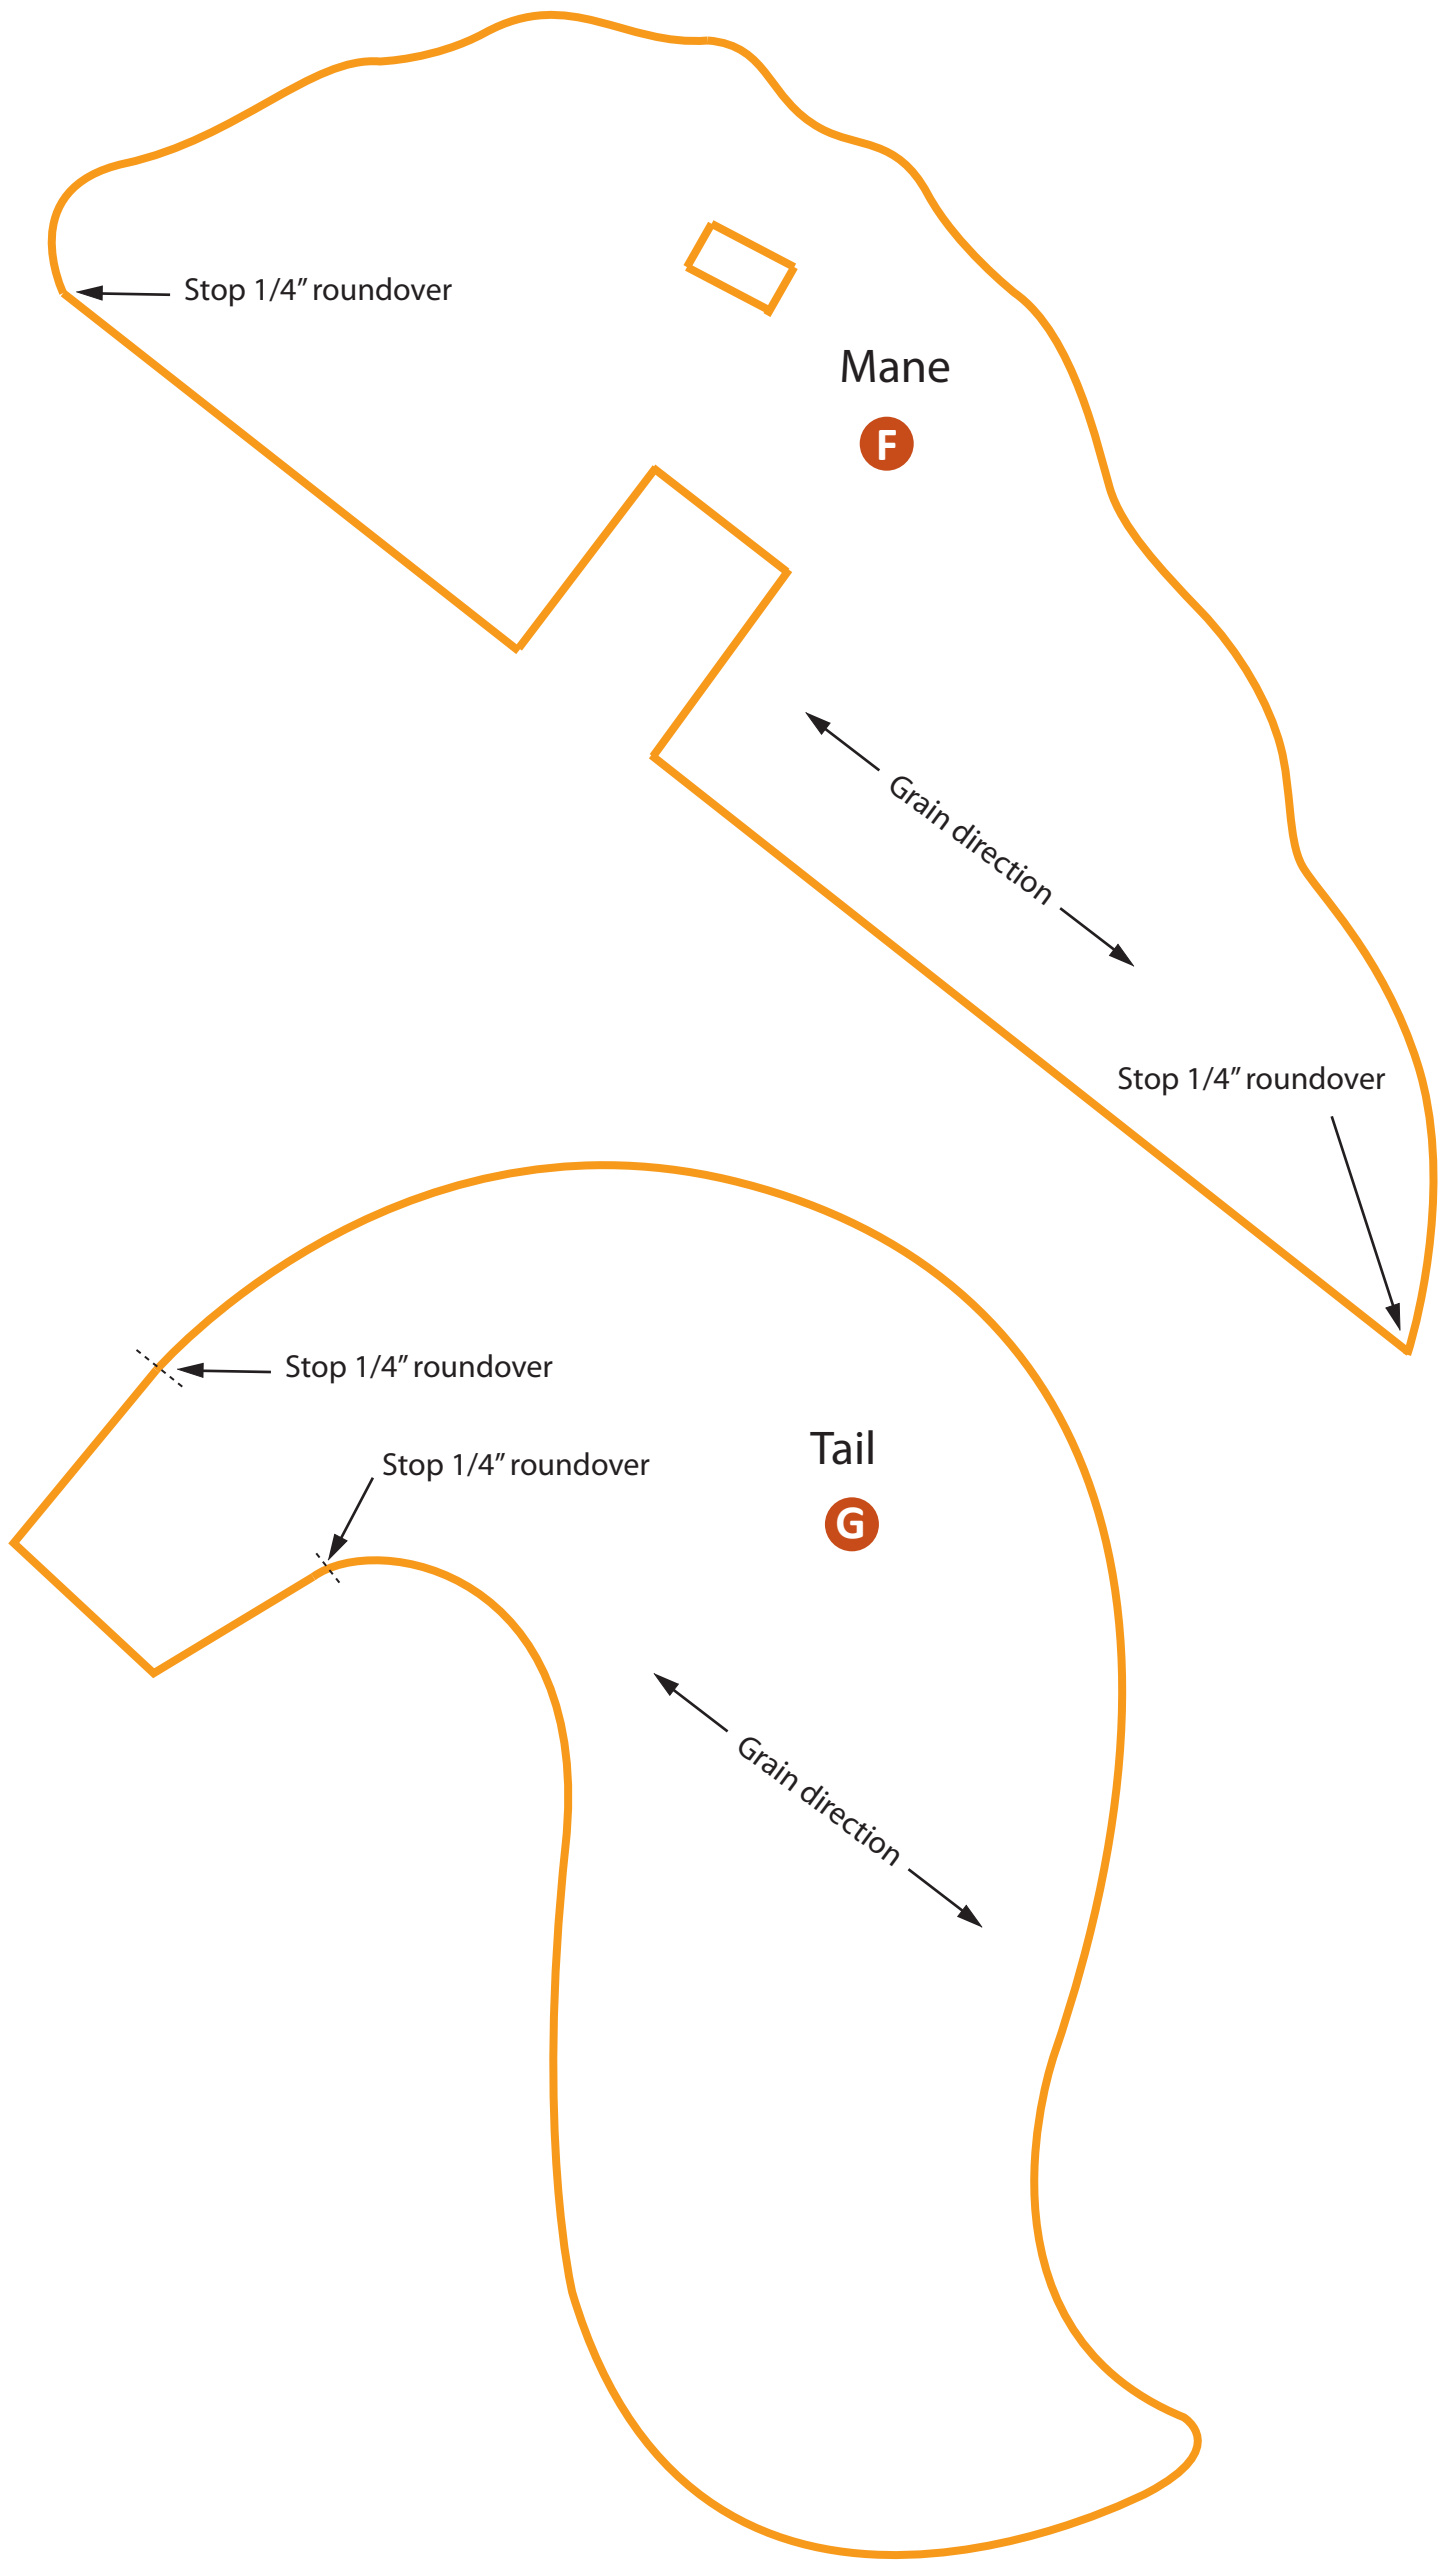 Stop 1/4” roundover
Mane
F
Grain direction
Stop 1/4” roundover
Stop 1/4” roundover
Tail
Stop 1/4” roundover
G
Grain direction